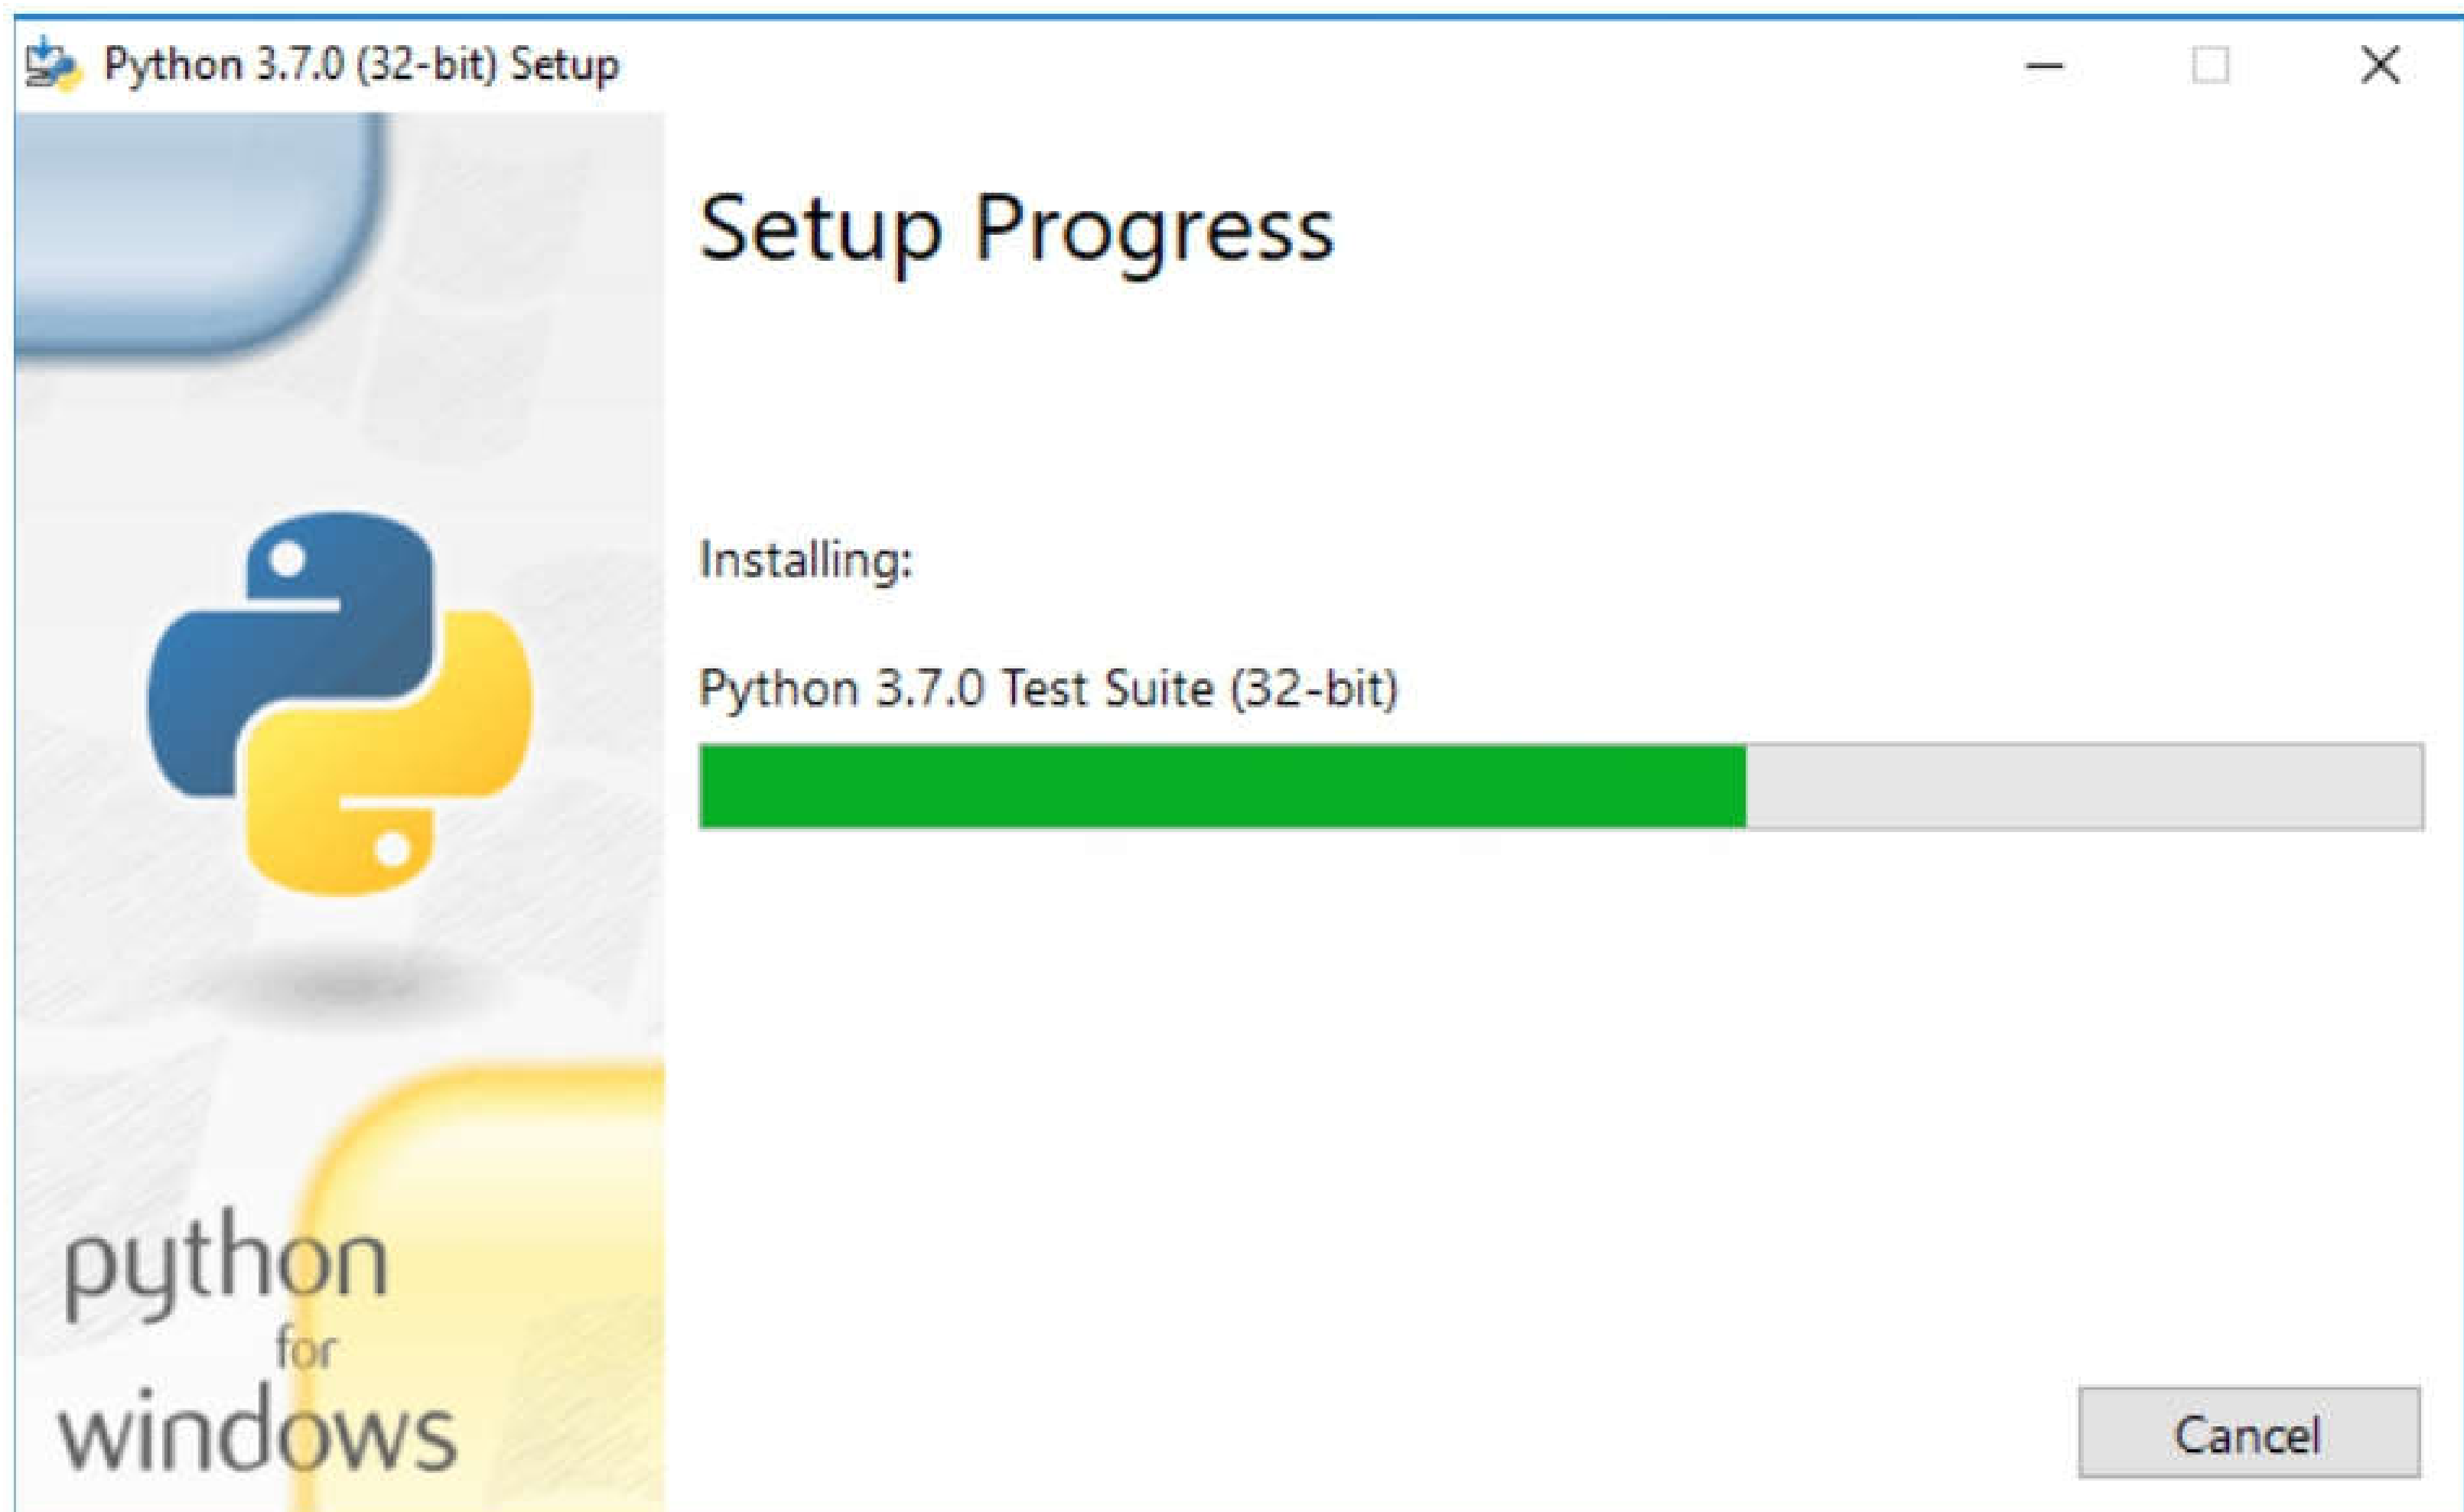 Python 3.7.0 (32-bit) Setup
Setup Progress
Installing:
Python 3.7.0 Test Suite (32-bit)
python
for
windows
Cancel